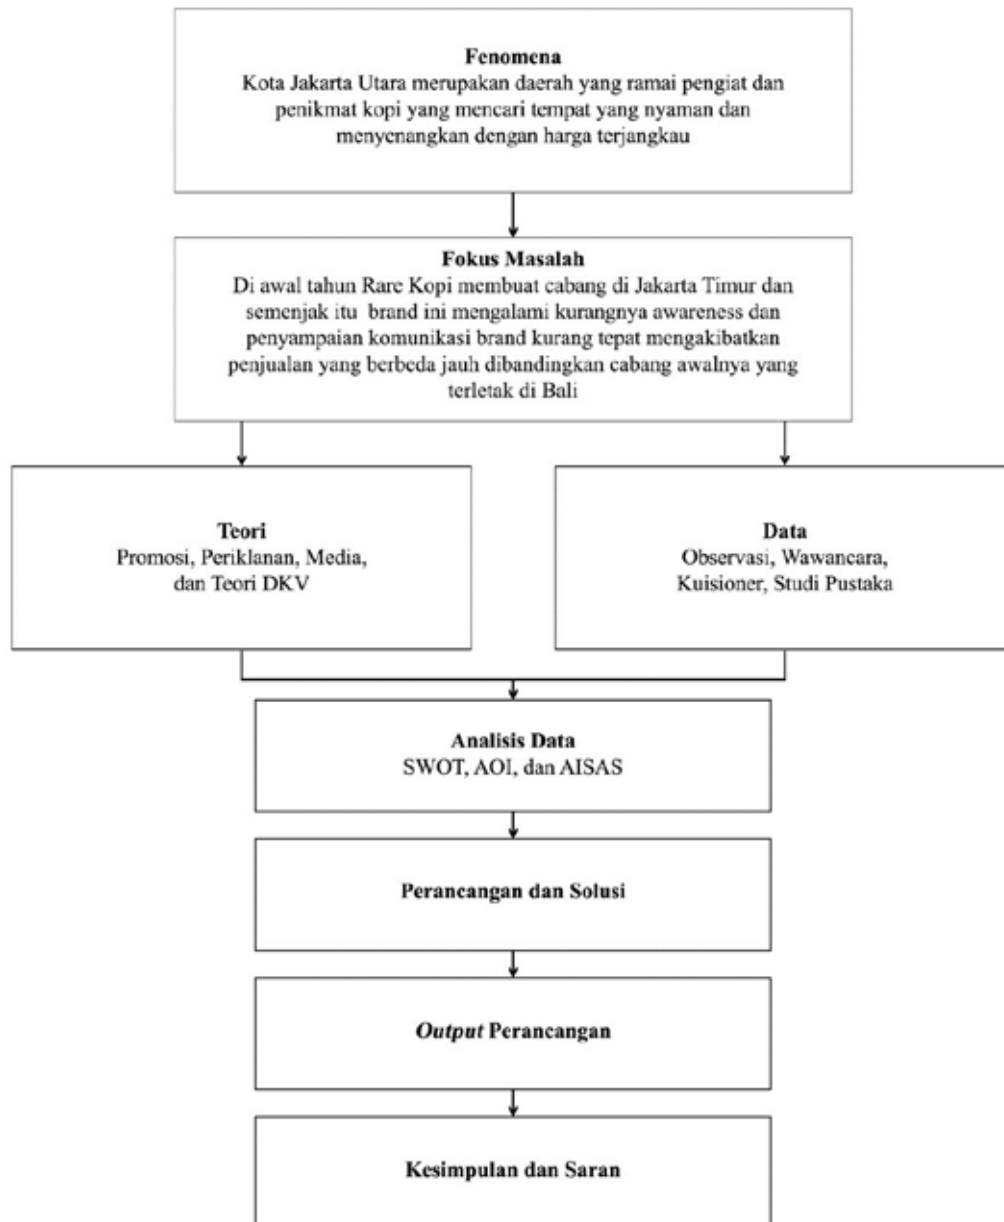 Fenomena
Kota Jakarta Utara merupakan daerah yang ramai pengiat dan
penikmat kopi yang mencari tempat yang nyaman dan
menyenangkan dengan harga terjangkau
Fokus Masalah
Di awal tahun Rare Kopi membuat cabang di Jakarta Timur dan
semenjak itu brand ini mengalami kurangnya awareness dan
penyampaian komunikasi brand kurang tepat mengakibatkan
penjualan yang berbeda jauh dibandingkan cabang awalnya yang
terletak di Bali
Teori
Promosi, Periklanan, Media,
dan Teori DKV
Data
Observasi, Wawancara,
Kuisioner, Studi Pustaka
Analisis Data
SWOT, AOI, dan AISAS
Perancangan dan Solusi
Output Perancangan
Kesimpulan dan Saran